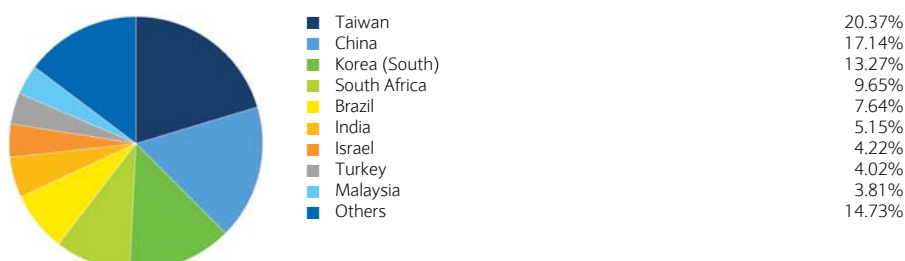 Taiwan 20.37%
China 17.14%
Korea (South) 13.27%
South Africa 9.65%
Brazil 7.64%
India 5.15%
Israel 4.22%
Turkey 4.02%
Malaysia 3.81%
Others 14.73%